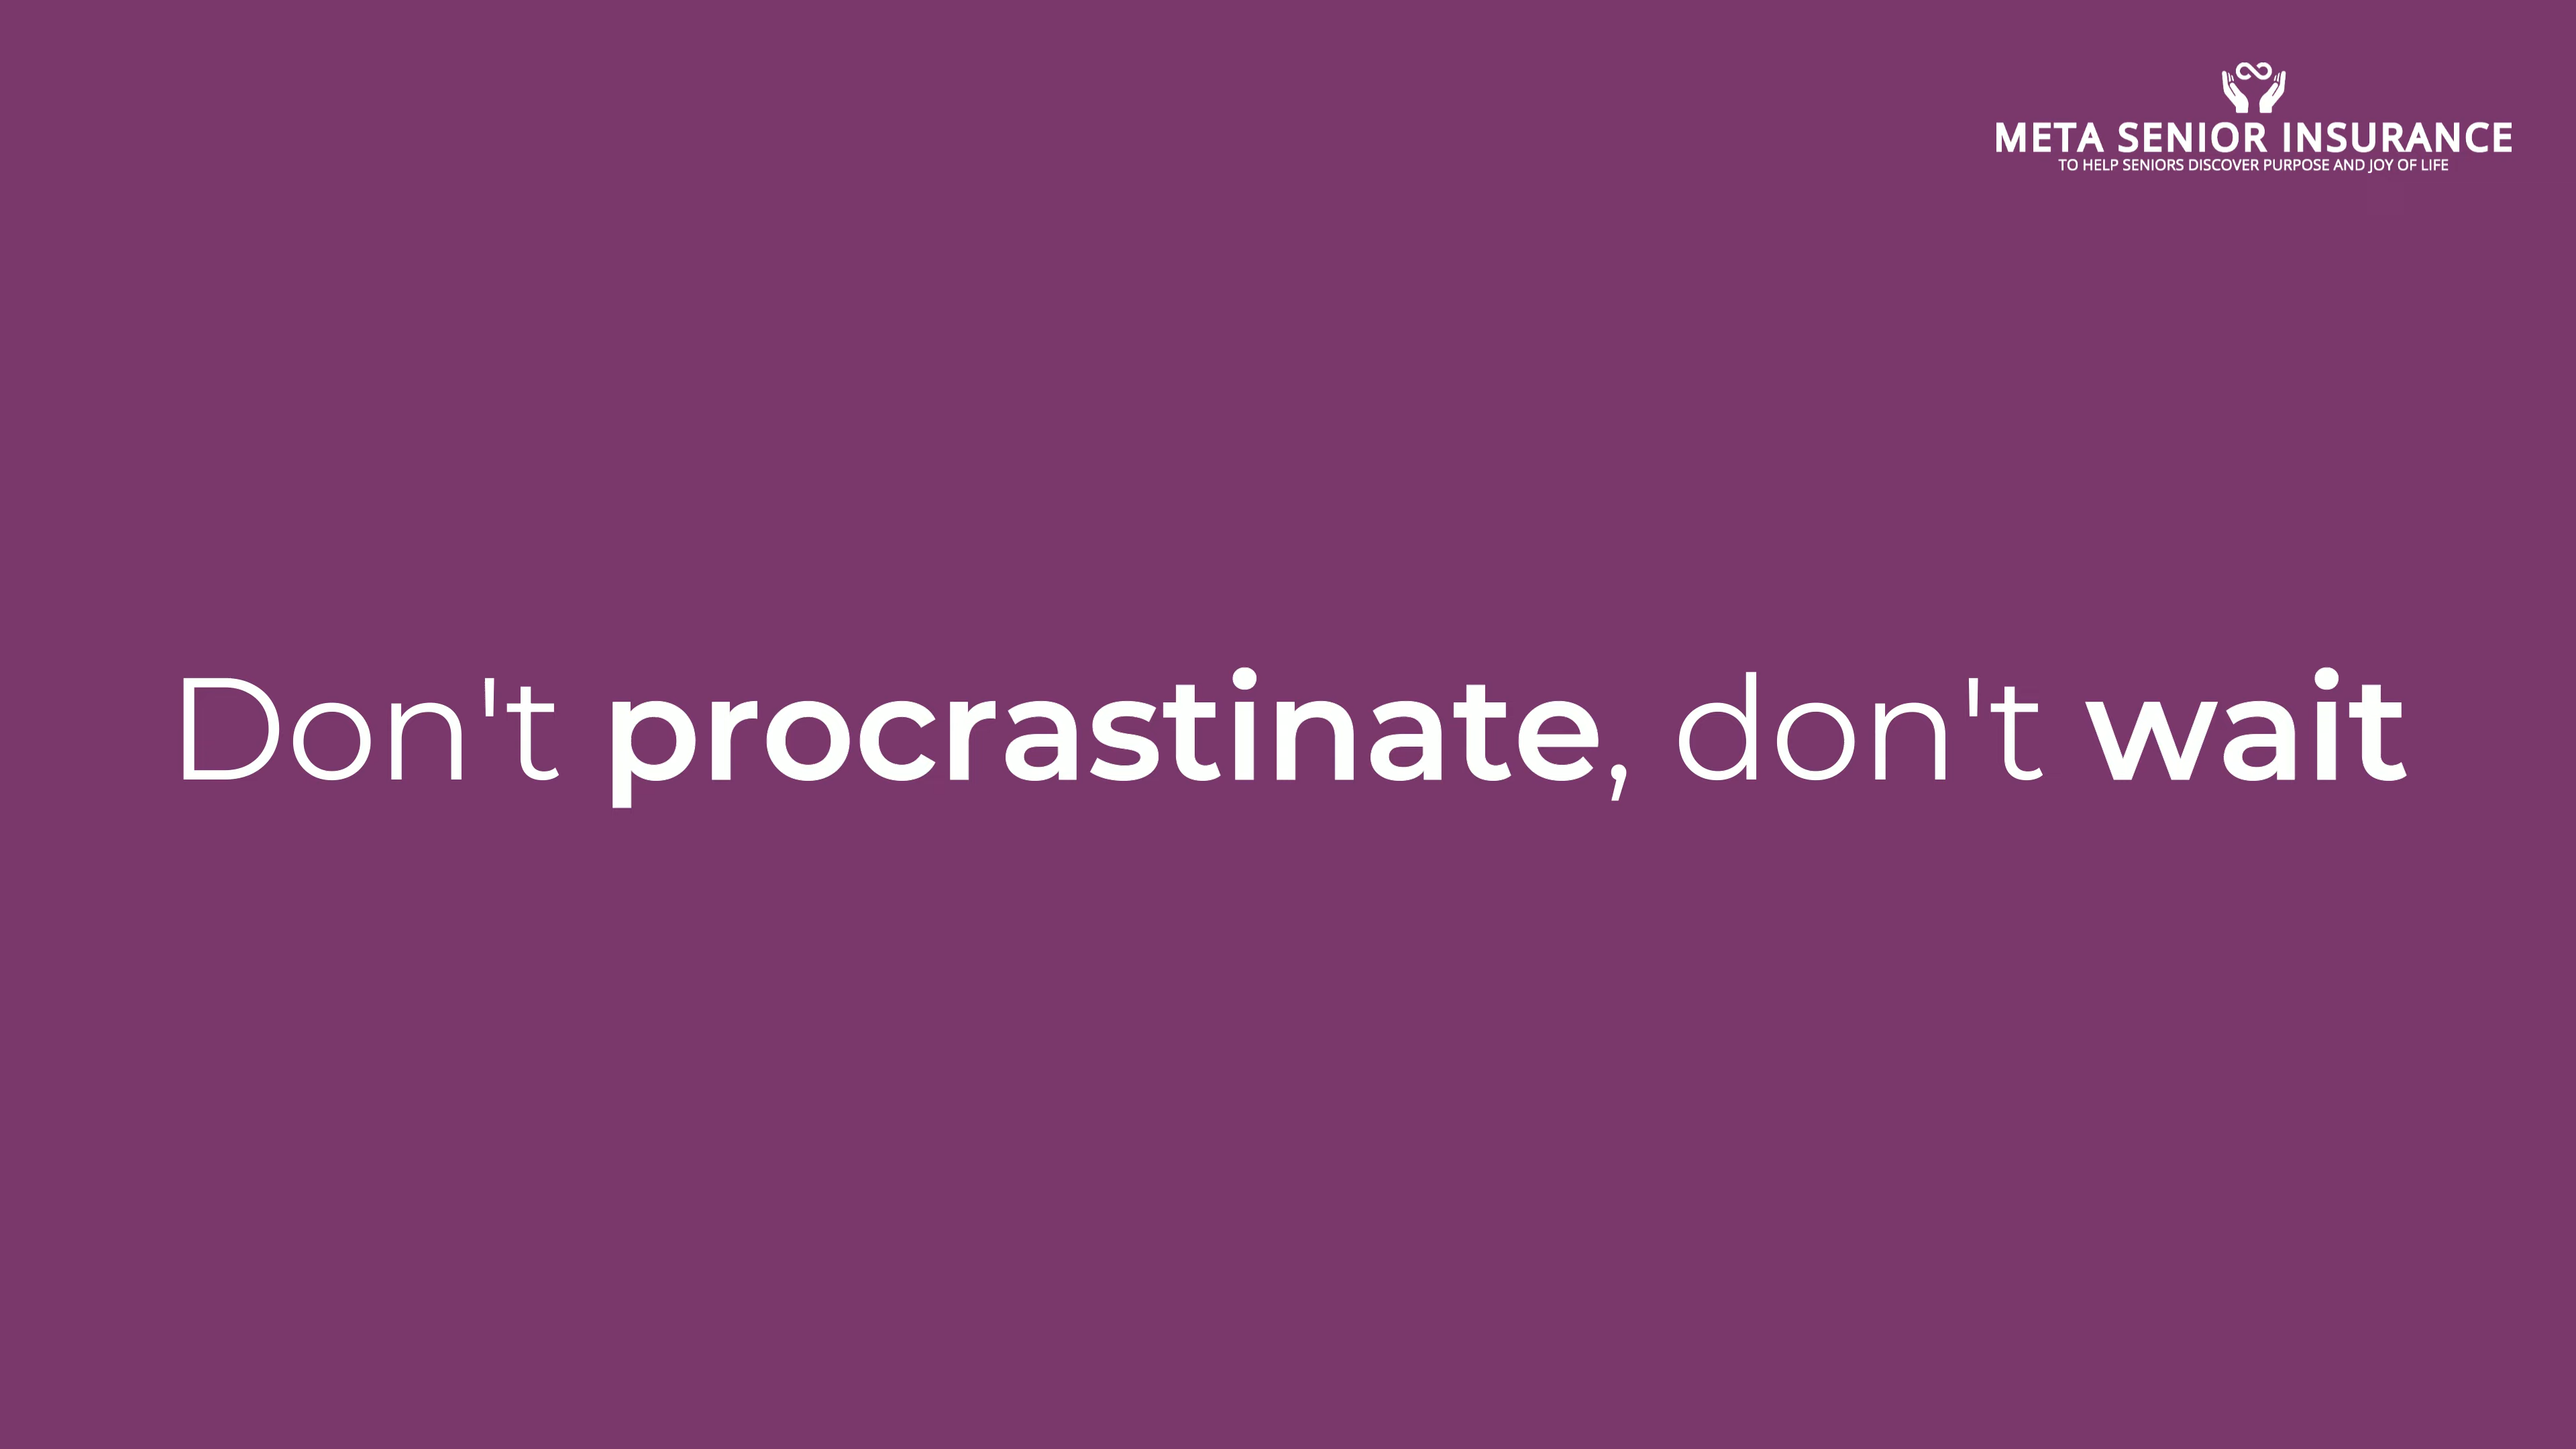 META SENIOR INSURANCE
TO HELP SENIORS DISCOVER PURPOSE AND JOY OF LIFE
Don't procrastinate, don't wait